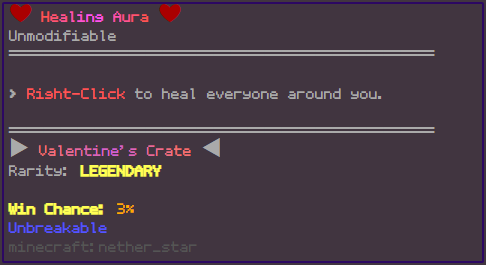 Healing Aura
Unmodifiable
> Right-Click to heal everyone around you.
Valentine's Crate
Rarity: LEGENDARY
Win Chance: 3%
Unbreakable
minecraft:nether_star